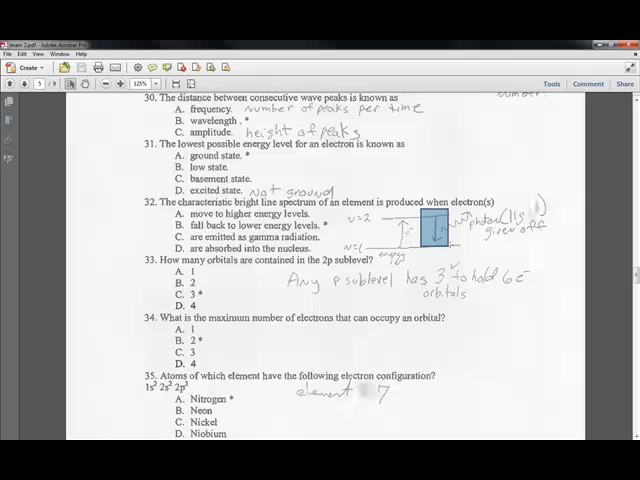 exam 2.pdf - Adobe Acrobat Pro
File Edit View Window Help
Create
5 / 9
125%
Tools Comment Share
number.
30. The distance between consecutive wave peaks is known as
A. frequency. number of peaks per time
B. wavelength . *
C. amplitude. height of peaks
31. The lowest possible energy level for an electron is known as
A. ground state. *
B. low state.
C. basement state.
D. excited state. not ground
32. The characteristic bright line spectrum of an element is produced when electron(s)
A. move to higher energy levels.
B. fall back to lower energy levels. *
C. are emitted as gamma radiation.
D. are absorbed into the nucleus.
n=2
e-
photon
given off
n=1
energy
33. How many orbitals are contained in the 2p sublevel?
A. 1
B. 2
C. 3 *
D. 4
Any p sublevel has 3 to hold 6 e-
orbitals
34. What is the maximum number of electrons that can occupy an orbital?
A. 1
B. 2 *
C. 3
D. 4
35. Atoms of which element have the following electron configuration?
1s² 2s² 2p³
element 7
A. Nitrogen *
B. Neon
C. Nickel
D. Niobium